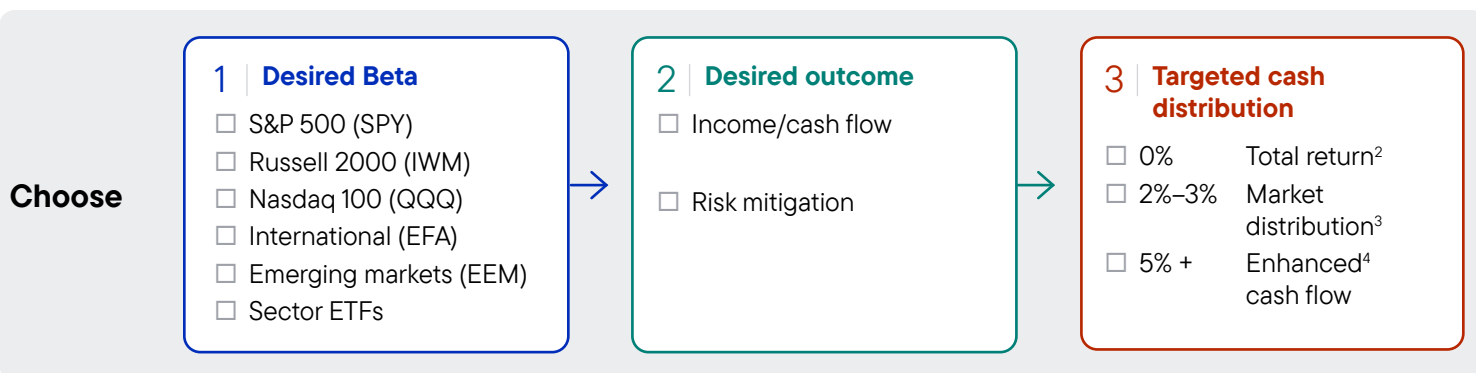 Choose
1 Desired Beta
☐ S&P 500 (SPY)
☐ Russell 2000 (IWM)
☐ Nasdaq 100 (QQQ)
☐ International (EFA)
☐ Emerging markets (EEM)
☐ Sector ETFs
2 Desired outcome
☐ Income/cash flow
☐ Risk mitigation
3 Targeted cash
distribution
☐ 0% Total return²
☐ 2%–3% Market
distribution³
☐ 5% + Enhanced⁴
cash flow